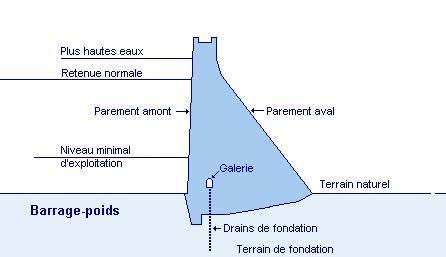 Plus hautes eaux
Retenue normale
Parement amont
Parement aval
Niveau minimal
d'exploitation
Galerie
Terrain naturel
Barrage-poids
Drains de fondation
Terrain de fondation